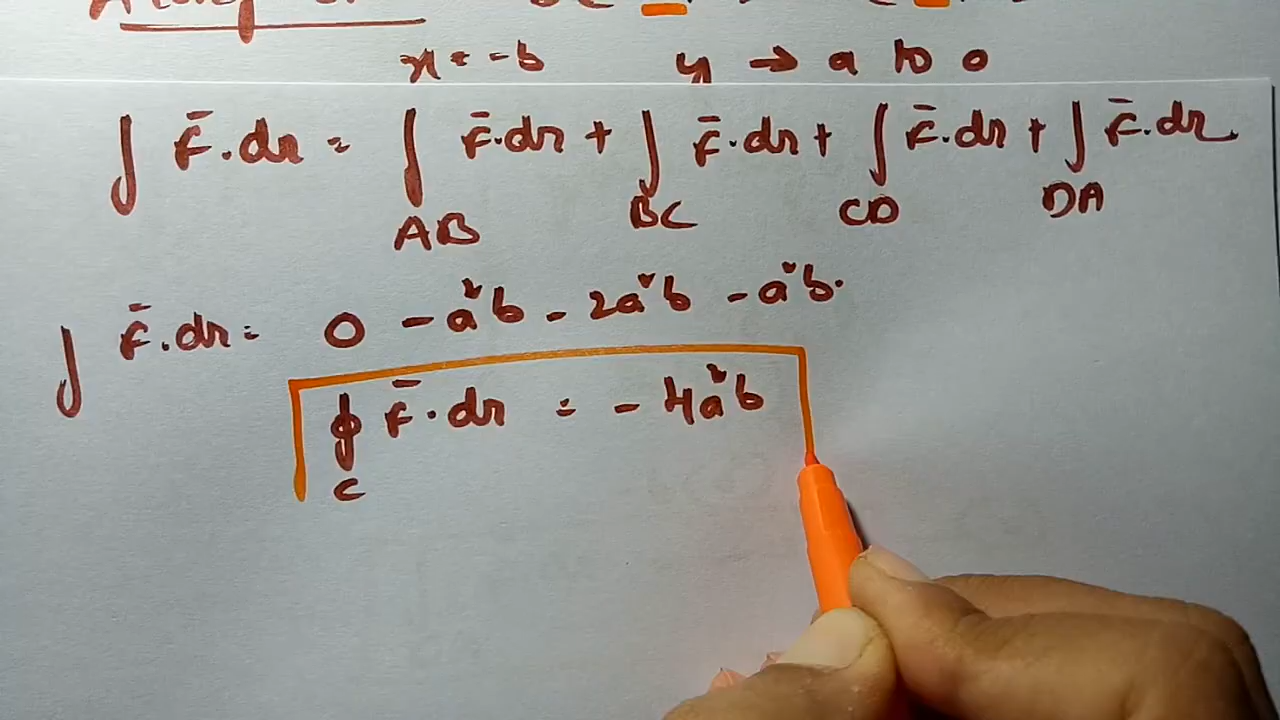 x = -b y → a to 0
∫ F̄.dr = ∫ F̄.dr + ∫ F̄.dr + ∫ F̄.dr + ∫ F̄.dr.
AB BC CD DA
∫ F̄.dr = 0 - a²b - 2a²b - a²b.
∮ F̄.dr = - 4a²b
c